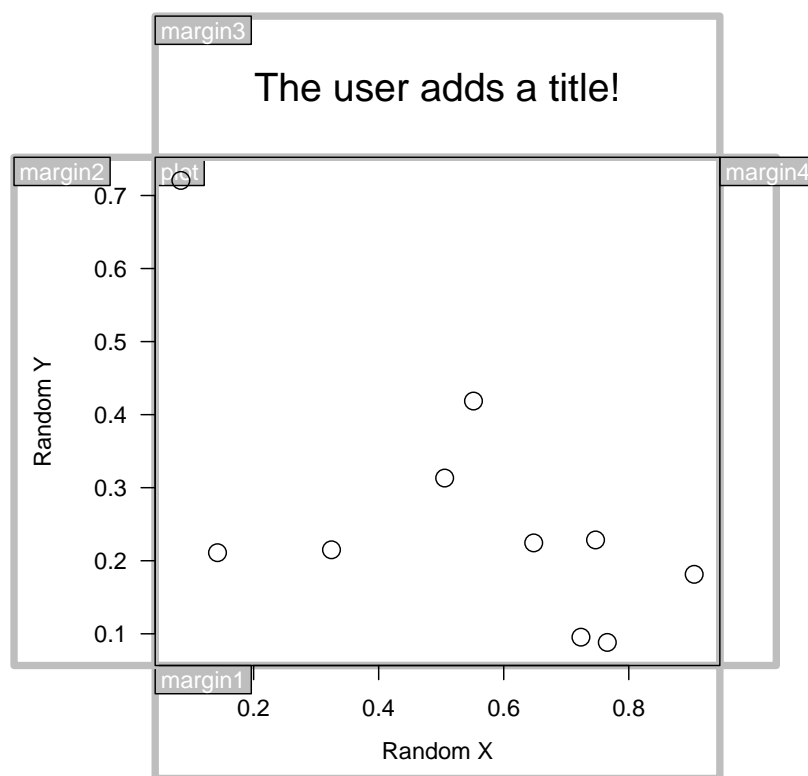 margin3
The user adds a title!
margin2
plot
margin4
0.7
0.6
0.5
0.4
0.3
0.2
0.1
Random Y
margin1
0.2 0.4 0.6 0.8
Random X